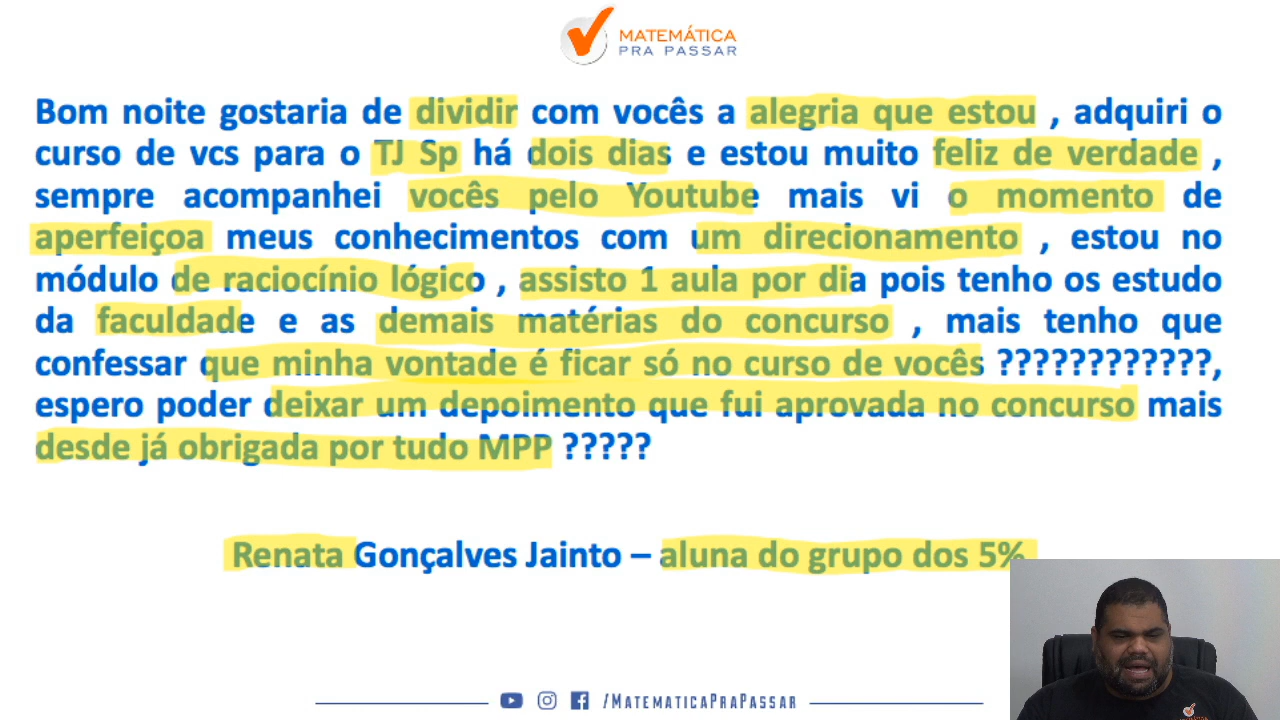 MATEMÁTICA
PRA PASSAR
Bom noite gostaria de dividir com vocês a alegria que estou , adquiri o
curso de vcs para o TJ Sp há dois dias e estou muito feliz de verdade ,
sempre acompanhei vocês pelo Youtube mais vi o momento de
aperfeiçoa meus conhecimentos com um direcionamento , estou no
módulo de raciocínio lógico , assisto 1 aula por dia pois tenho os estudo
da faculdade e as demais matérias do concurso , mais tenho que
confessar que minha vontade é ficar só no curso de vocês ????????????,
espero poder deixar um depoimento que fui aprovada no concurso mais
desde já obrigada por tudo MPP ?????
Renata Gonçalves Jainto – aluna do grupo dos 5%
/MATEMATICAPRAPASSAR